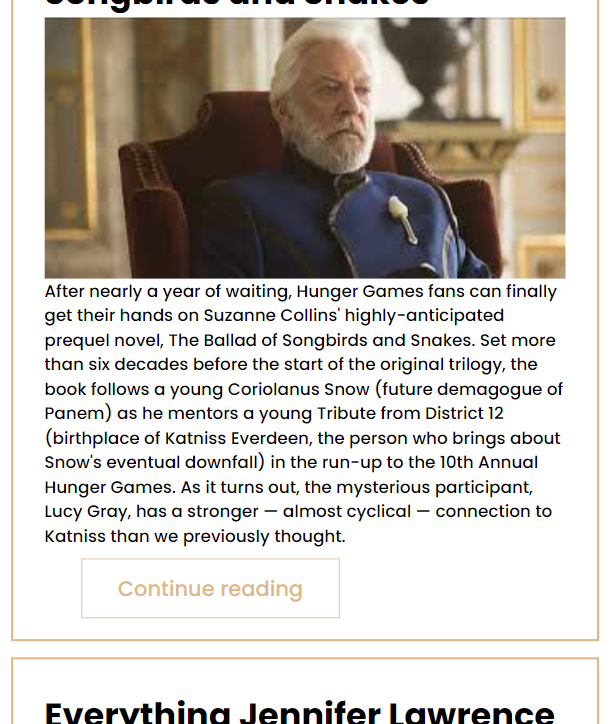 Songbirds and Snakes
After nearly a year of waiting, Hunger Games fans can finally
get their hands on Suzanne Collins' highly-anticipated
prequel novel, The Ballad of Songbirds and Snakes. Set more
than six decades before the start of the original trilogy, the
book follows a young Coriolanus Snow (future demagogue of
Panem) as he mentors a young Tribute from District 12
(birthplace of Katniss Everdeen, the person who brings about
Snow's eventual downfall) in the run-up to the 10th Annual
Hunger Games. As it turns out, the mysterious participant,
Lucy Gray, has a stronger — almost cyclical — connection to
Katniss than we previously thought.
Continue reading
Everything Jennifer Lawrence